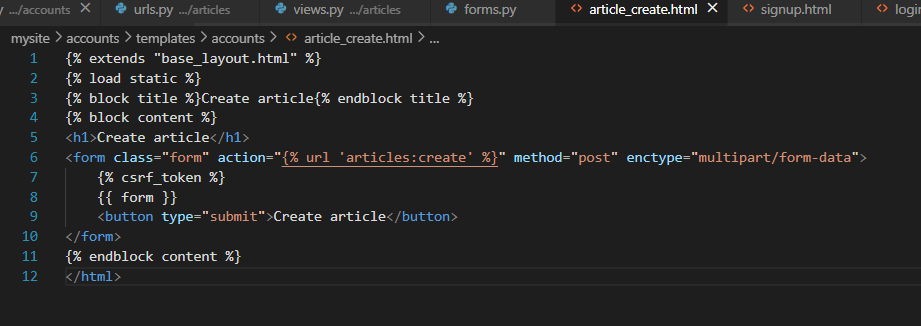 .../accounts urls.py .../articles views.py .../articles forms.py article_create.html signup.html
mysite > accounts > templates > accounts > article_create.html > ...
1 {% extends "base_layout.html" %}
2 {% load static %}
3 {% block title %}Create article{% endblock title %}
4 {% block content %}
5 <h1>Create article</h1>
6 <form class="form" action="{% url 'articles:create' %}" method="post" enctype="multipart/form-data">
7 {% csrf_token %}
8 {{ form }}
9 <button type="submit">Create article</button>
10 </form>
11 {% endblock content %}
12 </html>